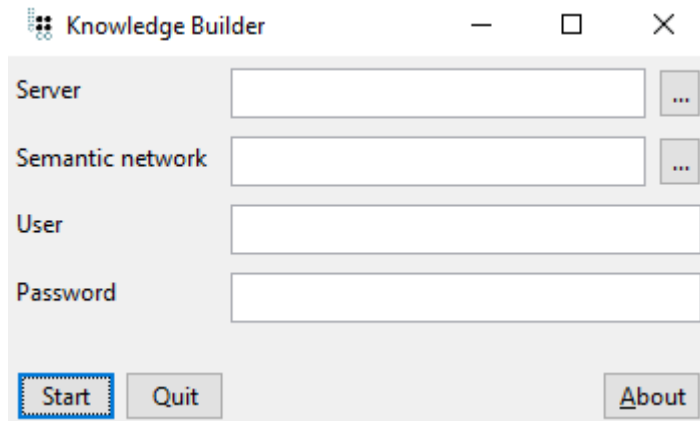 Knowledge Builder
Server
...
Semantic network
...
User
Password
Start Quit About